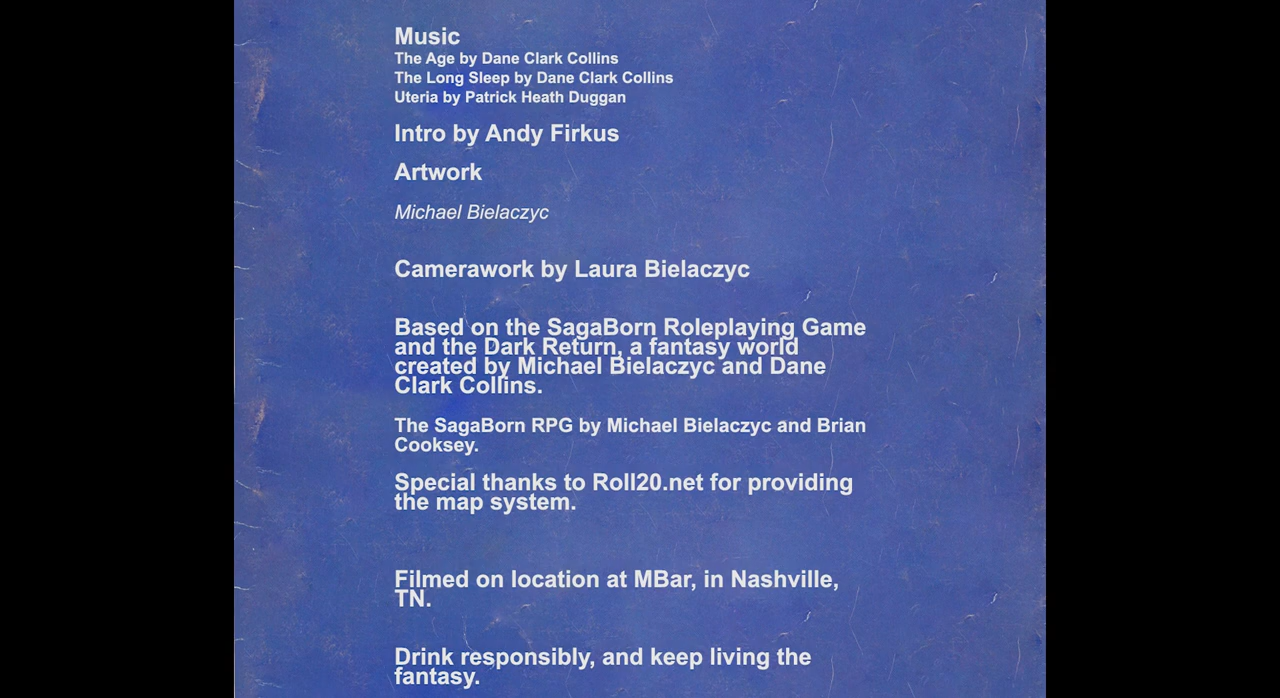 Music
The Age by Dane Clark Collins
The Long Sleep by Dane Clark Collins
Uteria by Patrick Heath Duggan
Intro by Andy Firkus
Artwork
Michael Bielaczyc
Camerawork by Laura Bielaczyc
Based on the SagaBorn Roleplaying Game
and the Dark Return, a fantasy world
created by Michael Bielaczyc and Dane
Clark Collins.
The SagaBorn RPG by Michael Bielaczyc and Brian
Cooksey.
Special thanks to Roll20.net for providing
the map system.
Filmed on location at MBar, in Nashville,
TN.
Drink responsibly, and keep living the
fantasy.